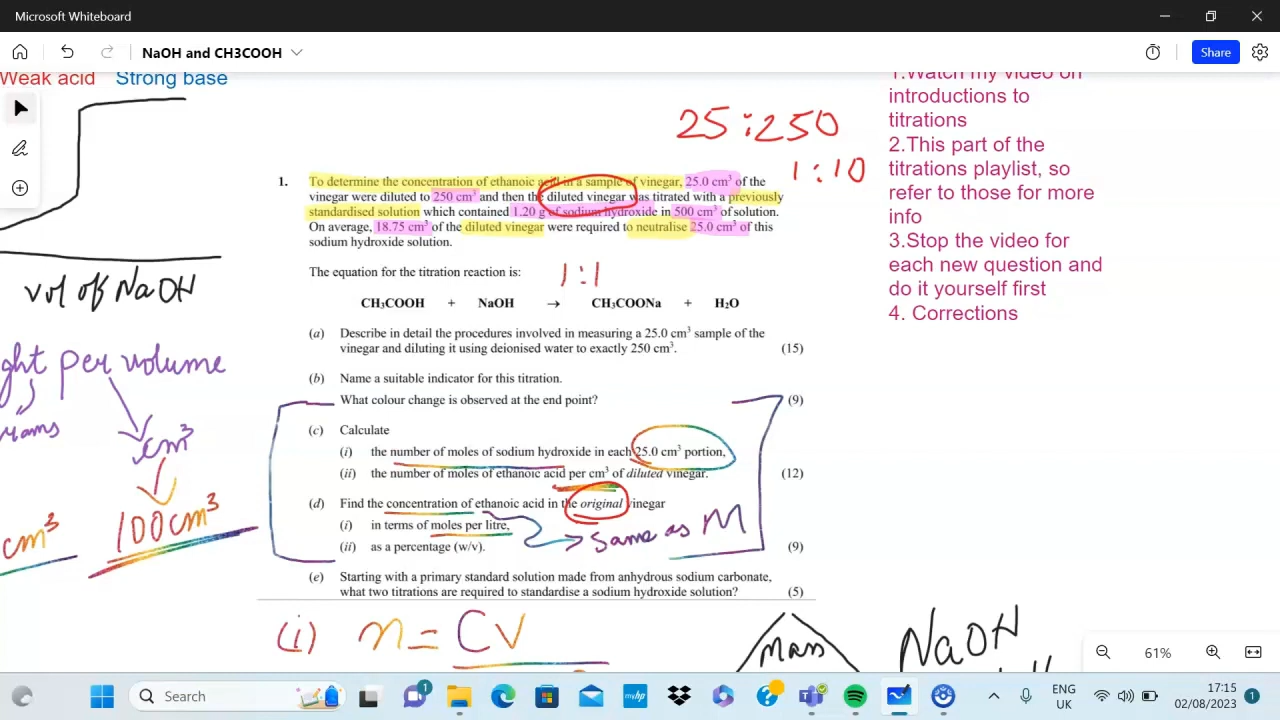 Microsoft Whiteboard
NaOH and CH3COOH
Share
Weak acid Strong base
1.Watch my video on
introductions to
titrations
2.This part of the
titrations playlist, so
refer to those for more
info
3.Stop the video for
each new question and
do it yourself first
4. Corrections
25:250
1:10
1. To determine the concentration of ethanoic acid in a sample of vinegar, 25.0 cm³ of the
vinegar were diluted to 250 cm³ and then the diluted vinegar was titrated with a previously
standardised solution which contained 1.20 g of sodium hydroxide in 500 cm³ of solution.
On average, 18.75 cm³ of the diluted vinegar were required to neutralise 25.0 cm³ of this
sodium hydroxide solution.
The equation for the titration reaction is:
1:1
CH₃COOH + NaOH → CH₃COONa + H₂O
(a) Describe in detail the procedures involved in measuring a 25.0 cm³ sample of the
vinegar and diluting it using deionised water to exactly 250 cm³. (15)
(b) Name a suitable indicator for this titration.
What colour change is observed at the end point? (9)
(c) Calculate
(i) the number of moles of sodium hydroxide in each 25.0 cm³ portion,
(ii) the number of moles of ethanoic acid per cm³ of diluted vinegar. (12)
(d) Find the concentration of ethanoic acid in the original vinegar
(i) in terms of moles per litre,
same as M
(ii) as a percentage (w/v). (9)
(e) Starting with a primary standard solution made from anhydrous sodium carbonate,
what two titrations are required to standardise a sodium hydroxide solution? (5)
vol of NaOH
ght per volume
rams
cm³
cm³
100cm³
(i) n = CV
Mass
NaOH
61%
Search
1
ENG
UK
17:15
02/08/2023
1